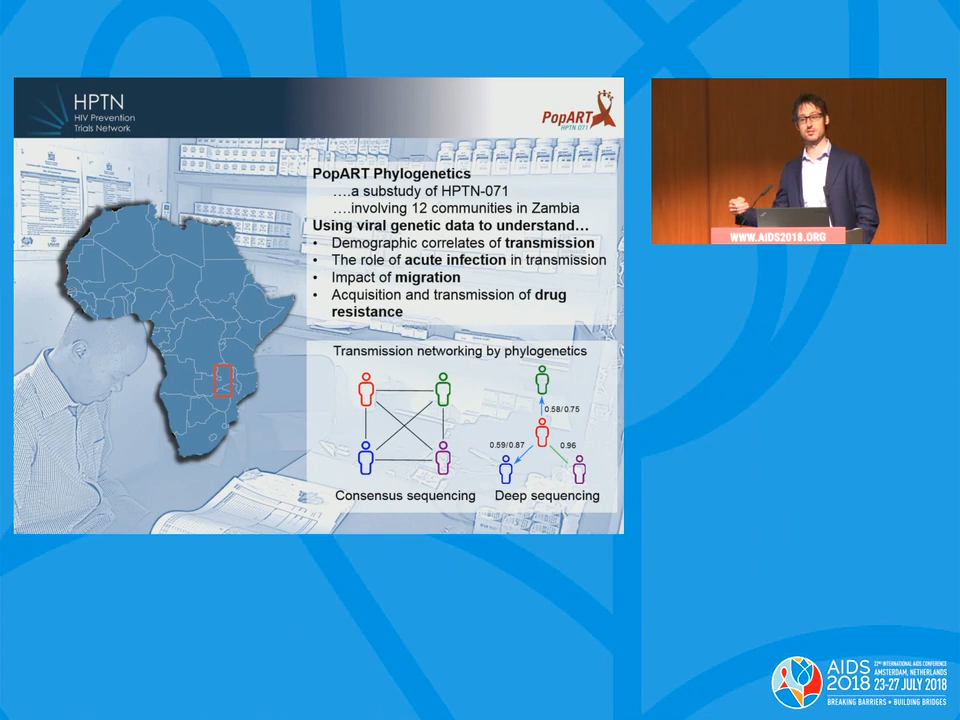 HPTN
HIV Prevention
Trials Network
PopART
HPTN 071
PopART Phylogenetics
….a substudy of HPTN-071
….involving 12 communities in Zambia
Using viral genetic data to understand…
• Demographic correlates of transmission
• The role of acute infection in transmission
• Impact of migration
• Acquisition and transmission of drug
resistance
Transmission networking by phylogenetics
0.58/0.75
0.59/0.87
0.96
Consensus sequencing
Deep sequencing
WWW.AIDS2018.ORG
AIDS
2018
22ND INTERNATIONAL AIDS CONFERENCE
AMSTERDAM, NETHERLANDS
23-27 JULY 2018
BREAKING BARRIERS • BUILDING BRIDGES